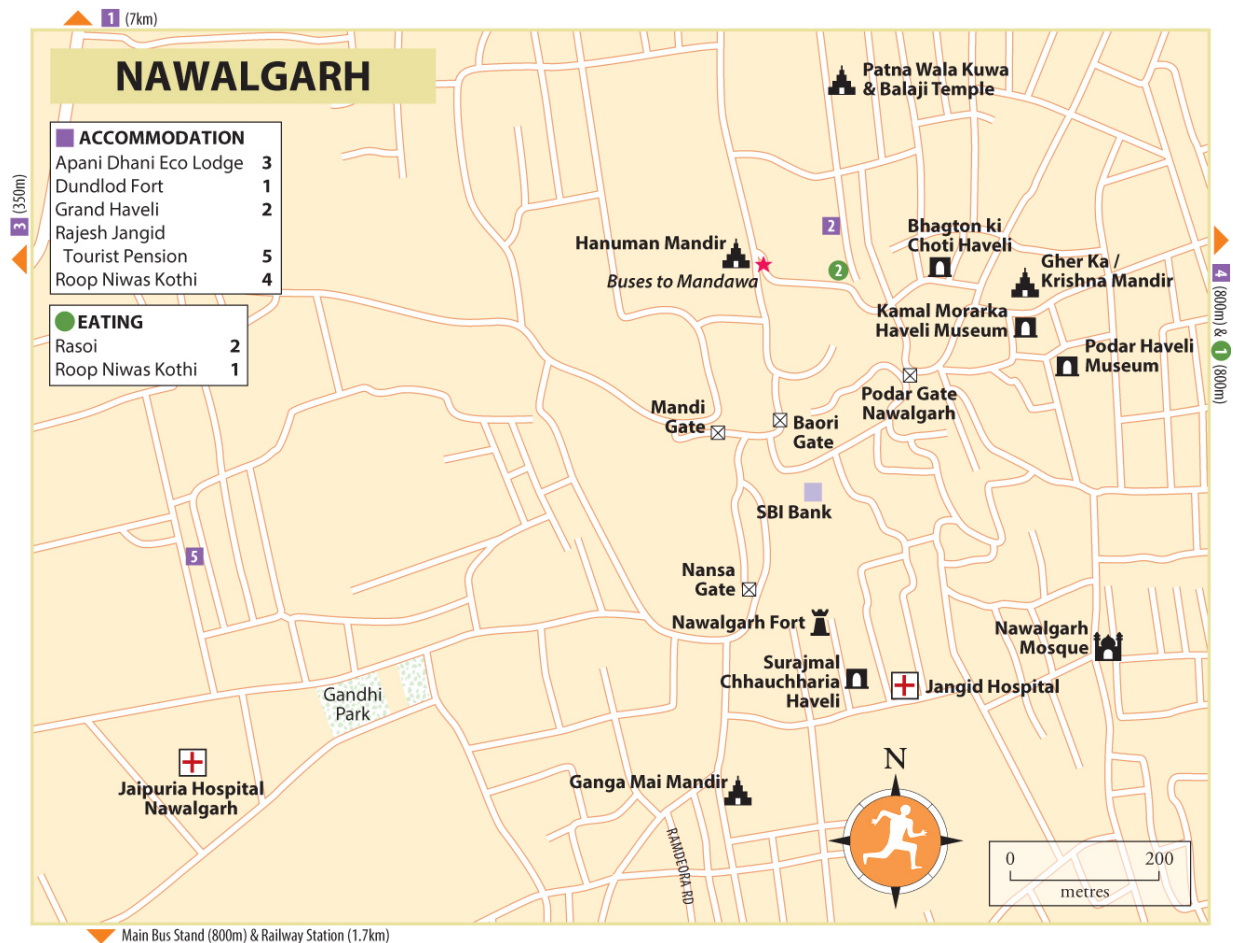 1 (7km)
NAWALGARH
ACCOMMODATION
Apani Dhani Eco Lodge 3
Dundlod Fort 1
Grand Haveli 2
Rajesh Jangid
Tourist Pension 5
Roop Niwas Kothi 4
EATING
Rasoi 2
Roop Niwas Kothi 1
3 (350m)
4 (800m) & 1 (800m)
Patna Wala Kuwa
& Balaji Temple
2
Hanuman Mandir
Buses to Mandawa
2
Bhagton ki
Choti Haveli
Gher Ka /
Krishna Mandir
Kamal Morarka
Haveli Museum
Podar Haveli
Museum
Podar Gate
Nawalgarh
Mandi
Gate
Baori
Gate
SBI Bank
5
Nansa
Gate
Nawalgarh Fort
Nawalgarh
Mosque
Surajmal
Chhauchharia
Haveli
Jangid Hospital
Gandhi
Park
Jaipuria Hospital
Nawalgarh
Ganga Mai Mandir
RAMDEORA RD
N
0 200
metres
Main Bus Stand (800m) & Railway Station (1.7km)